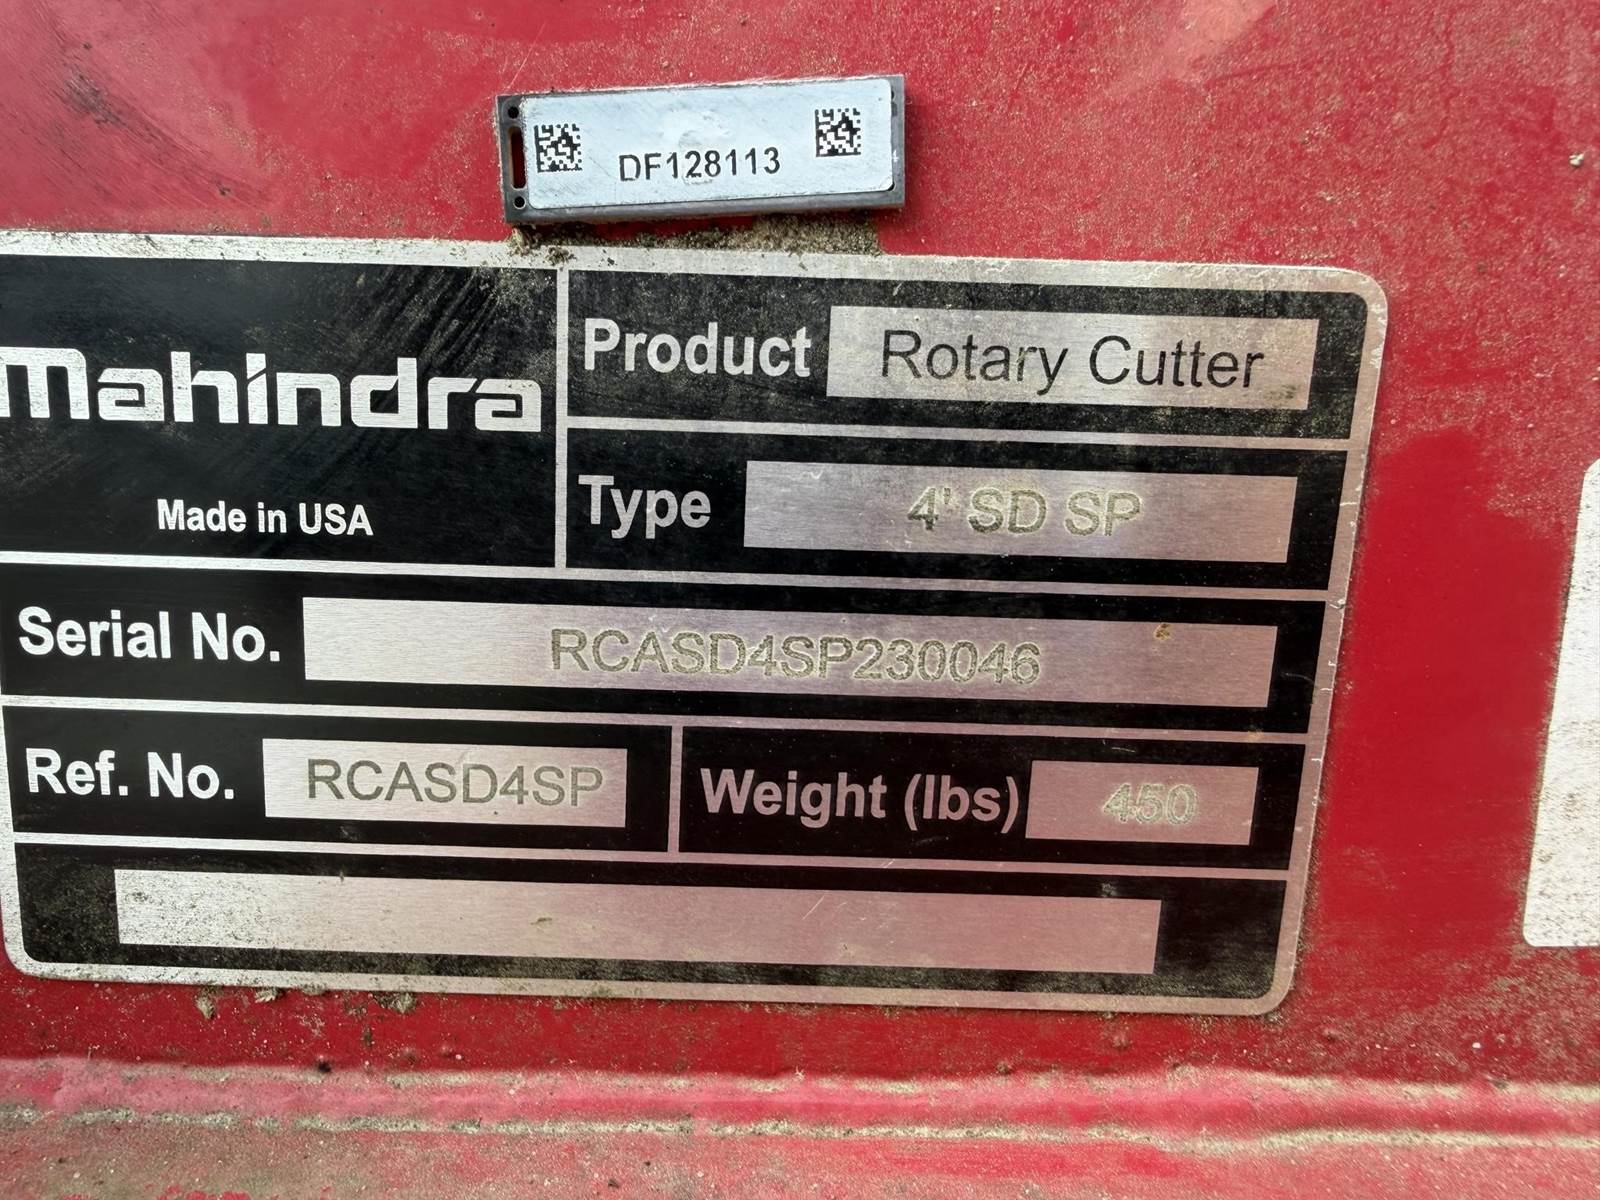 DF128113
Mahindra
Made in USA
Product Rotary Cutter
Type 4' SD SP
Serial No. RCASD4SP230046
Ref. No. RCASD4SP Weight (lbs) 450